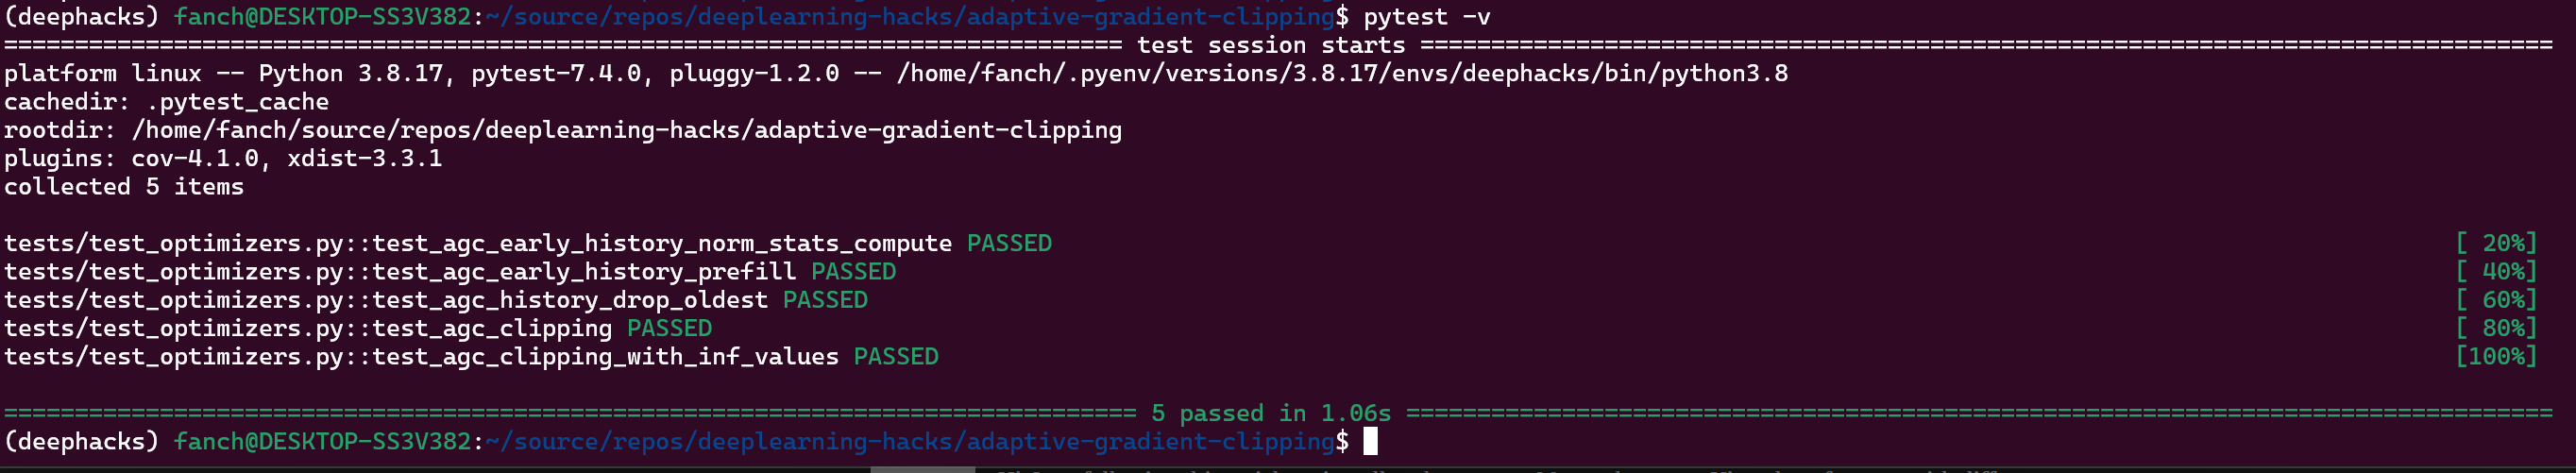 (deephacks) fanch@DESKTOP-SS3V382:~/source/repos/deeplearning-hacks/adaptive-gradient-clipping$ pytest -v
============================================================================== test session starts ===============================================================================
platform linux -- Python 3.8.17, pytest-7.4.0, pluggy-1.2.0 -- /home/fanch/.pyenv/versions/3.8.17/envs/deephacks/bin/python3.8
cachedir: .pytest_cache
rootdir: /home/fanch/source/repos/deeplearning-hacks/adaptive-gradient-clipping
plugins: cov-4.1.0, xdist-3.3.1
collected 5 items
tests/test_optimizers.py::test_agc_early_history_norm_stats_compute PASSED [ 20%]
tests/test_optimizers.py::test_agc_early_history_prefill PASSED [ 40%]
tests/test_optimizers.py::test_agc_history_drop_oldest PASSED [ 60%]
tests/test_optimizers.py::test_agc_clipping PASSED [ 80%]
tests/test_optimizers.py::test_agc_clipping_with_inf_values PASSED [100%]
=============================================================================== 5 passed in 1.06s ================================================================================
(deephacks) fanch@DESKTOP-SS3V382:~/source/repos/deeplearning-hacks/adaptive-gradient-clipping$